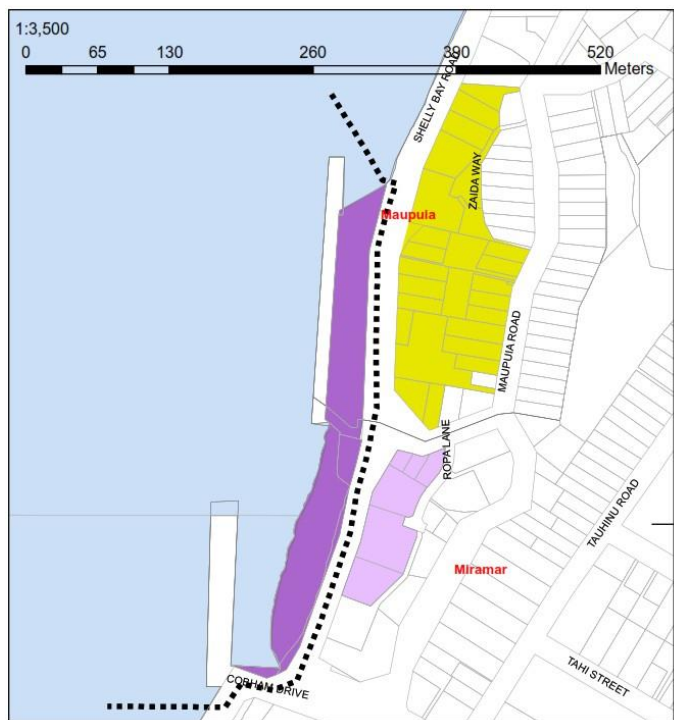 1:3,500
0 65 130 260 390 520
Meters
SHELLY BAY ROAD
ZAIDA WAY
Maupuia
MAUPUIA ROAD
ROPA LANE
TAUHINU ROAD
Miramar
TAHI STREET
COBHAM DRIVE